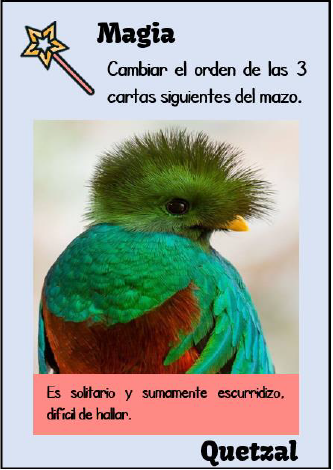 Magia
Cambiar el orden de las 3
cartas siguientes del mazo.
Es solitario y sumamente escurridizo,
difícil de hallar.
Quetzal